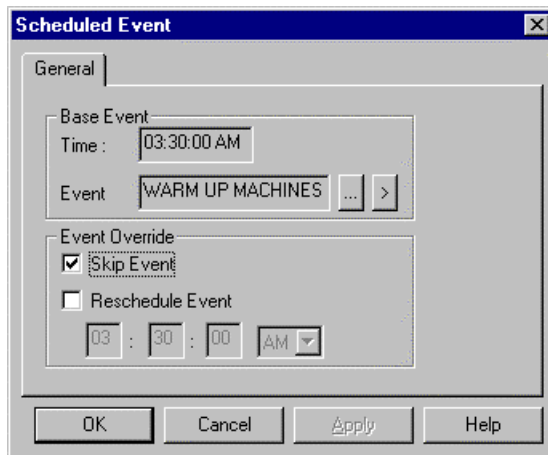 Scheduled Event
General
Base Event
Time : 03:30:00 AM
Event WARM UP MACHINES ... >
Event Override
Skip Event
Reschedule Event
03 : 30 : 00 AM
OK Cancel Apply Help